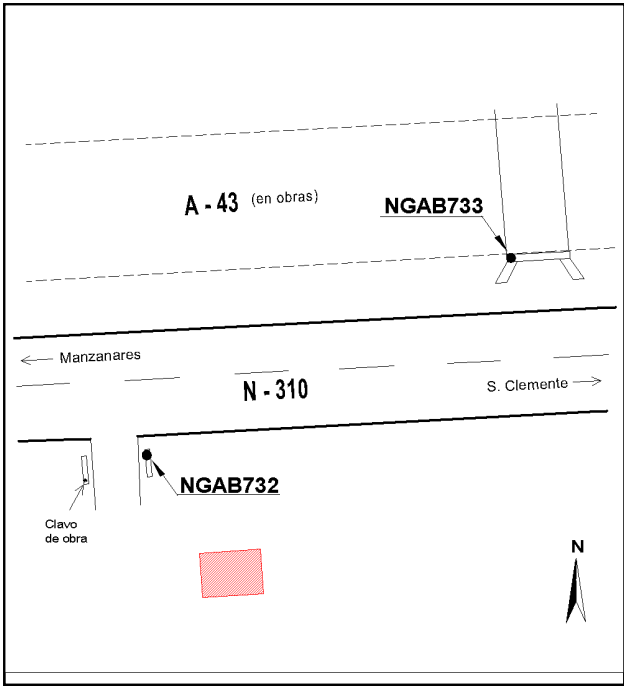 A - 43 (en obras)
NGAB733
Manzanares
N - 310
S. Clemente
NGAB732
Clavo
de obra
N